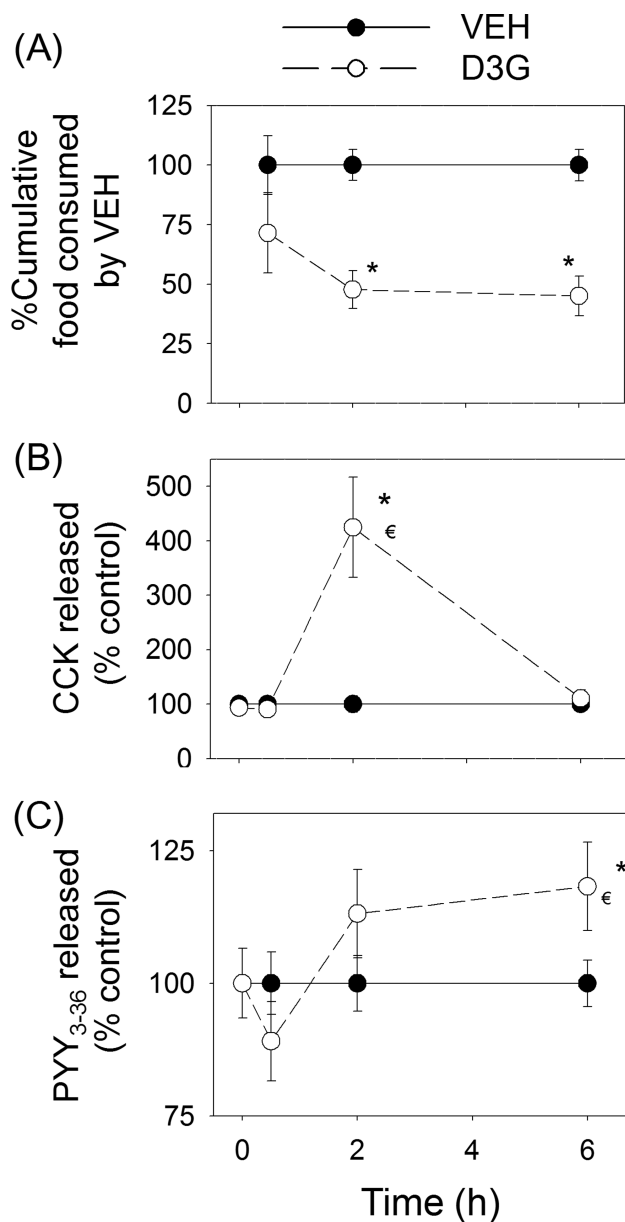 (A)
VEH
D3G
%Cumulative
food consumed
by VEH
125
100
75
50
25
0
*
*
(B)
CCK released
(% control)
500
400
300
200
100
0
*
€
(C)
PYY3-36 released
(% control)
125
100
75
*
€
0
2
4
6
Time (h)